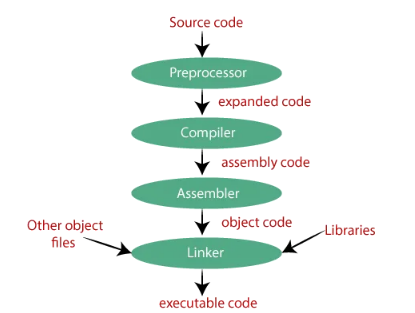 Source code
Preprocessor
expanded code
Compiler
assembly code
Assembler
object code
Other object
files
Libraries
Linker
executable code